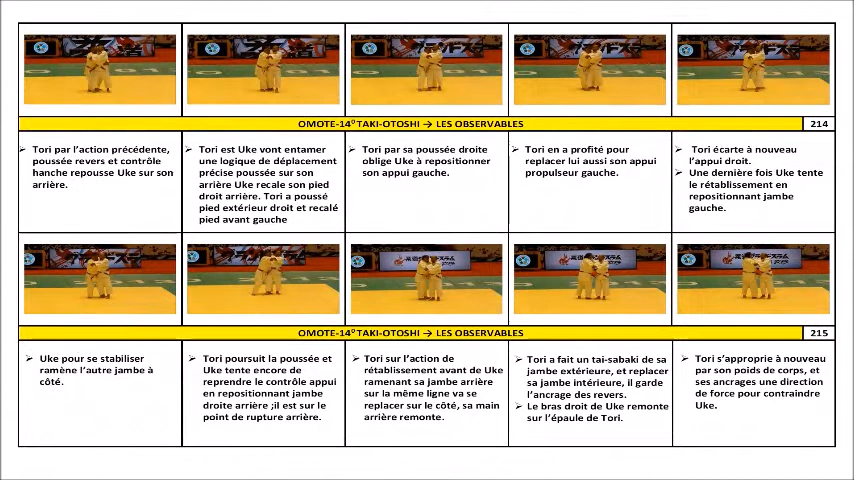 OMOTE-14° TAKI-OTOSHI → LES OBSERVABLES
214
Tori par l'action précédente,
poussée revers et contrôle
hanche repousse Uke sur son
arrière.
Tori est Uke vont entamer
une logique de déplacement
précise poussée sur son
arrière Uke recale son pied
droit arrière. Tori a poussé
pied extérieur droit et recalé
pied avant gauche
Tori par sa poussée droite
oblige Uke à repositionner
son appui gauche.
Tori en a profité pour
replacer lui aussi son appui
propulseur gauche.
Tori écarte à nouveau
l'appui droit.
Une dernière fois Uke tente
le rétablissement en
repositionnant jambe
gauche.
OMOTE-14° TAKI-OTOSHI → LES OBSERVABLES
215
Uke pour se stabiliser
ramène l'autre jambe à
côté.
Tori poursuit la poussée et
Uke tente encore de
reprendre le contrôle appui
en repositionnant jambe
droite arrière ;il est sur le
point de rupture arrière.
Tori sur l'action de
rétablissement avant de Uke
ramenant sa jambe arrière
sur la même ligne va se
replacer sur le côté, sa main
arrière remonte.
Tori a fait un tai-sabaki de sa
jambe extérieure, et replacer
sa jambe intérieure, il garde
l'ancrage des revers.
Le bras droit de Uke remonte
sur l'épaule de Tori.
Tori s'approprie à nouveau
par son poids de corps, et
ses ancrages une direction
de force pour contraindre
Uke.